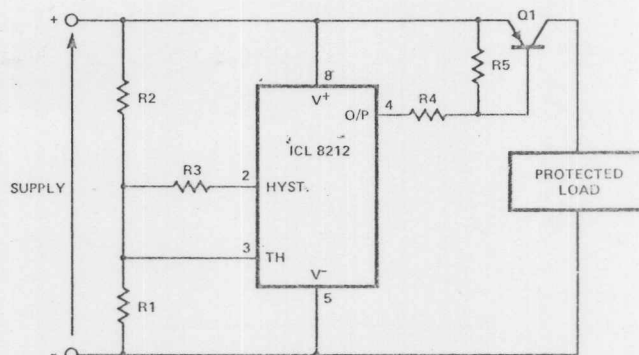 +
Q1
R5
R2
8
V+
O/P
4
R4
ICL 8212
R3
2
HYST.
SUPPLY
PROTECTED
LOAD
3
TH
V-
5
R1
-